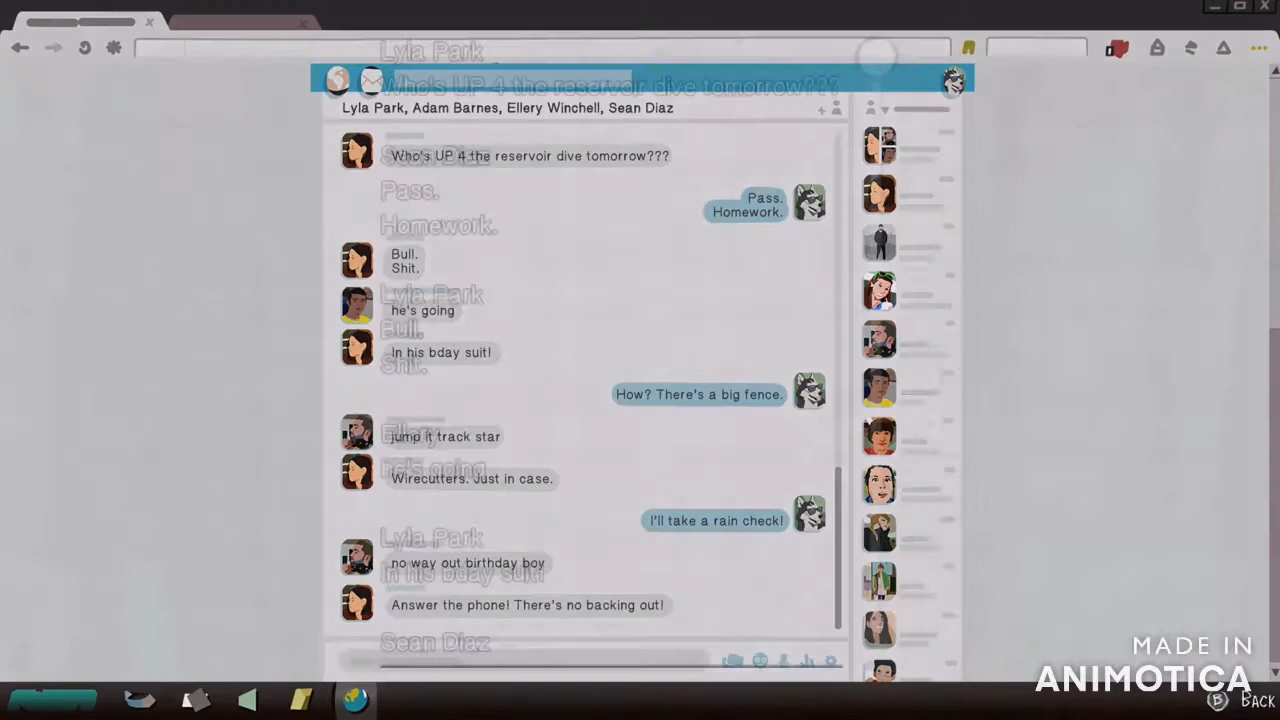 Lyla Park
Who's UP 4 the reservoir dive tomorrow???
Lyla Park, Adam Barnes, Ellery Winchell, Sean Diaz
Who's UP 4 the reservoir dive tomorrow???
Sean Diaz
Pass.
Pass.
Homework.
Homework.
Bull.
Shit.
Lyla Park
he's going
Bull.
In his bday suit!
Shit.
How? There's a big fence.
Ellery
jump it track star
he's going
Wirecutters. Just in case.
I'll take a rain check!
Lyla Park
no way out birthday boy
In his bday suit!
Answer the phone! There's no backing out!
Sean Diaz
MADE IN
ANIMOTICA
B BACK